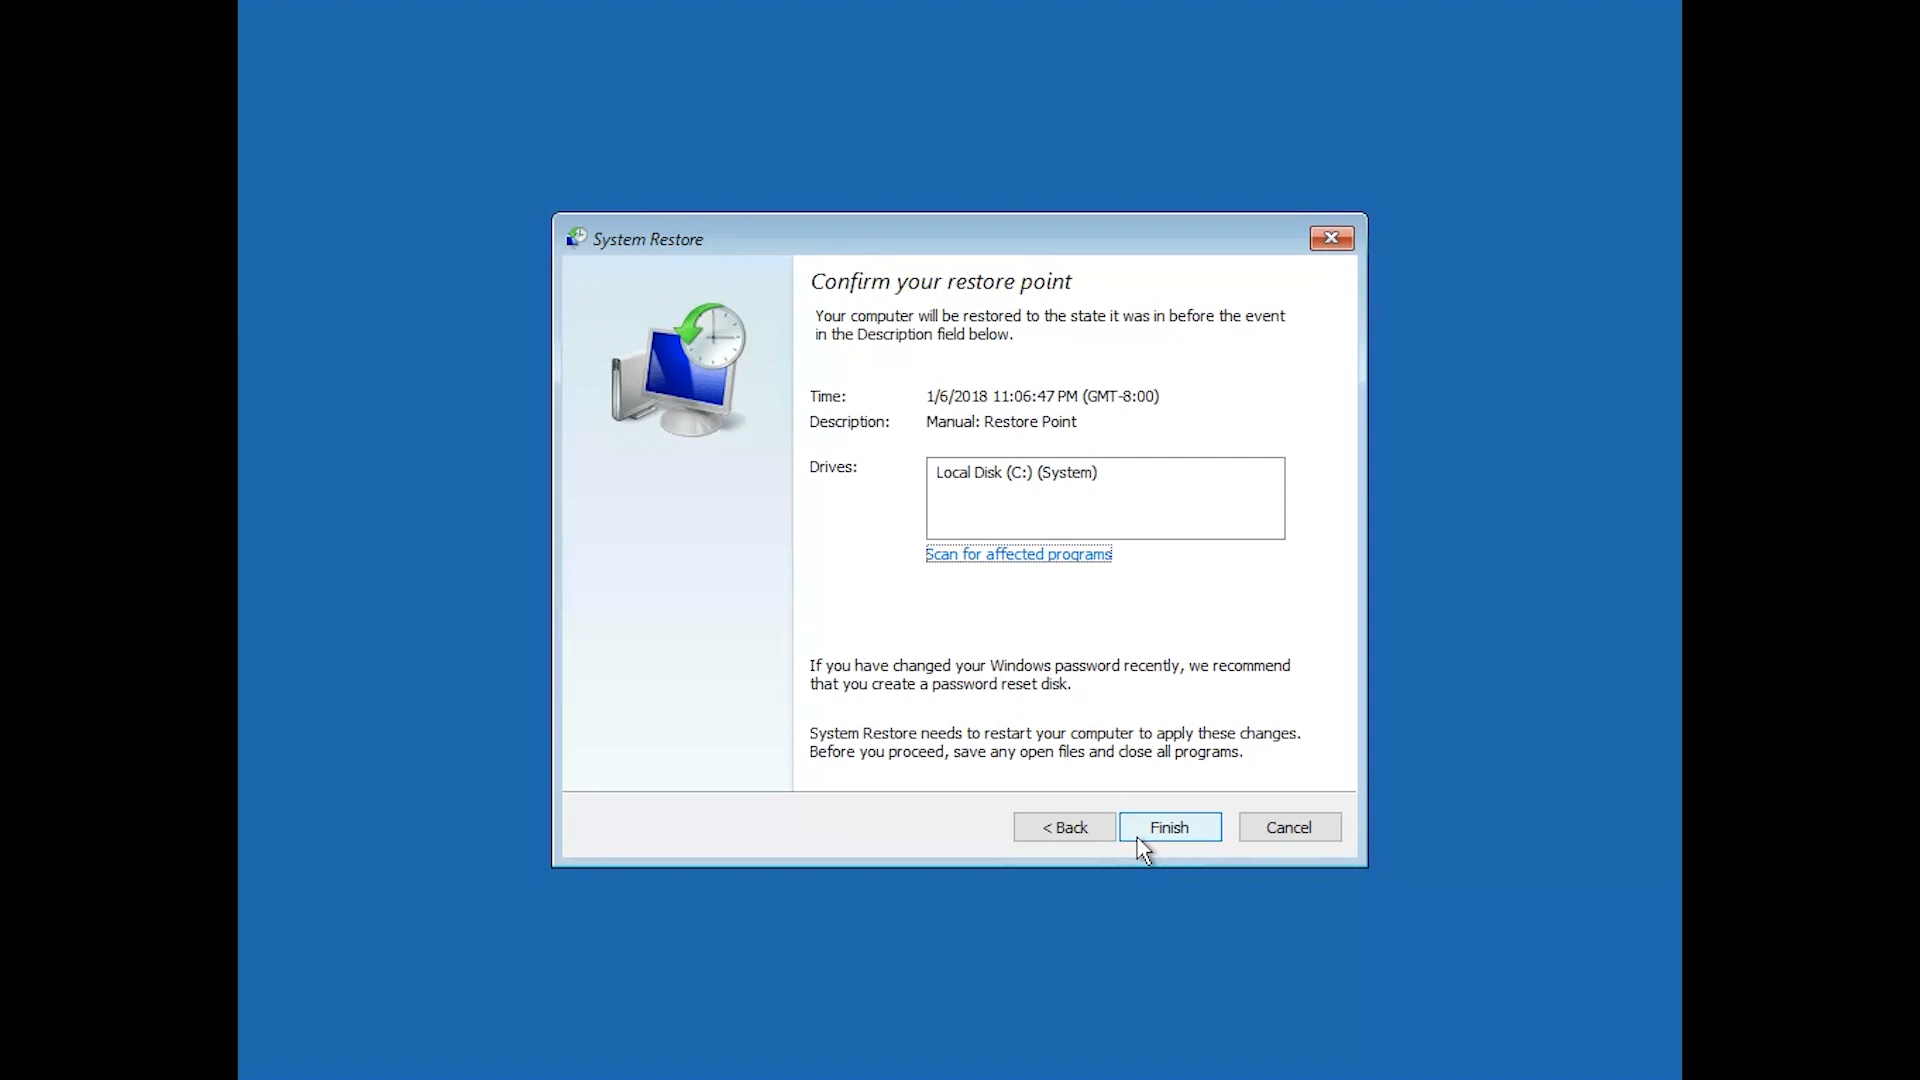 System Restore
Confirm your restore point
Your computer will be restored to the state it was in before the event
in the Description field below.
Time: 1/6/2018 11:06:47 PM (GMT-8:00)
Description: Manual: Restore Point
Drives: Local Disk (C:) (System)
Scan for affected programs
If you have changed your Windows password recently, we recommend
that you create a password reset disk.
System Restore needs to restart your computer to apply these changes.
Before you proceed, save any open files and close all programs.
< Back Finish Cancel